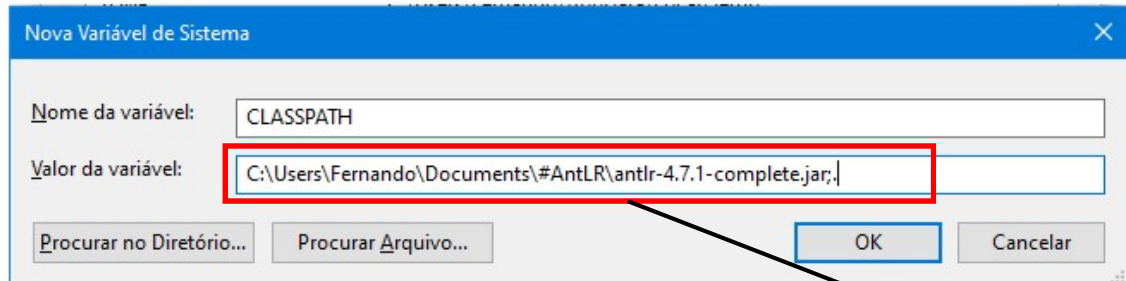 Nova Variável de Sistema
Nome da variável: CLASSPATH
Valor da variável: C:\Users\Fernando\Documents\#AntLR\antlr-4.7.1-complete.jar;.
Procurar no Diretório... Procurar Arquivo... OK Cancelar